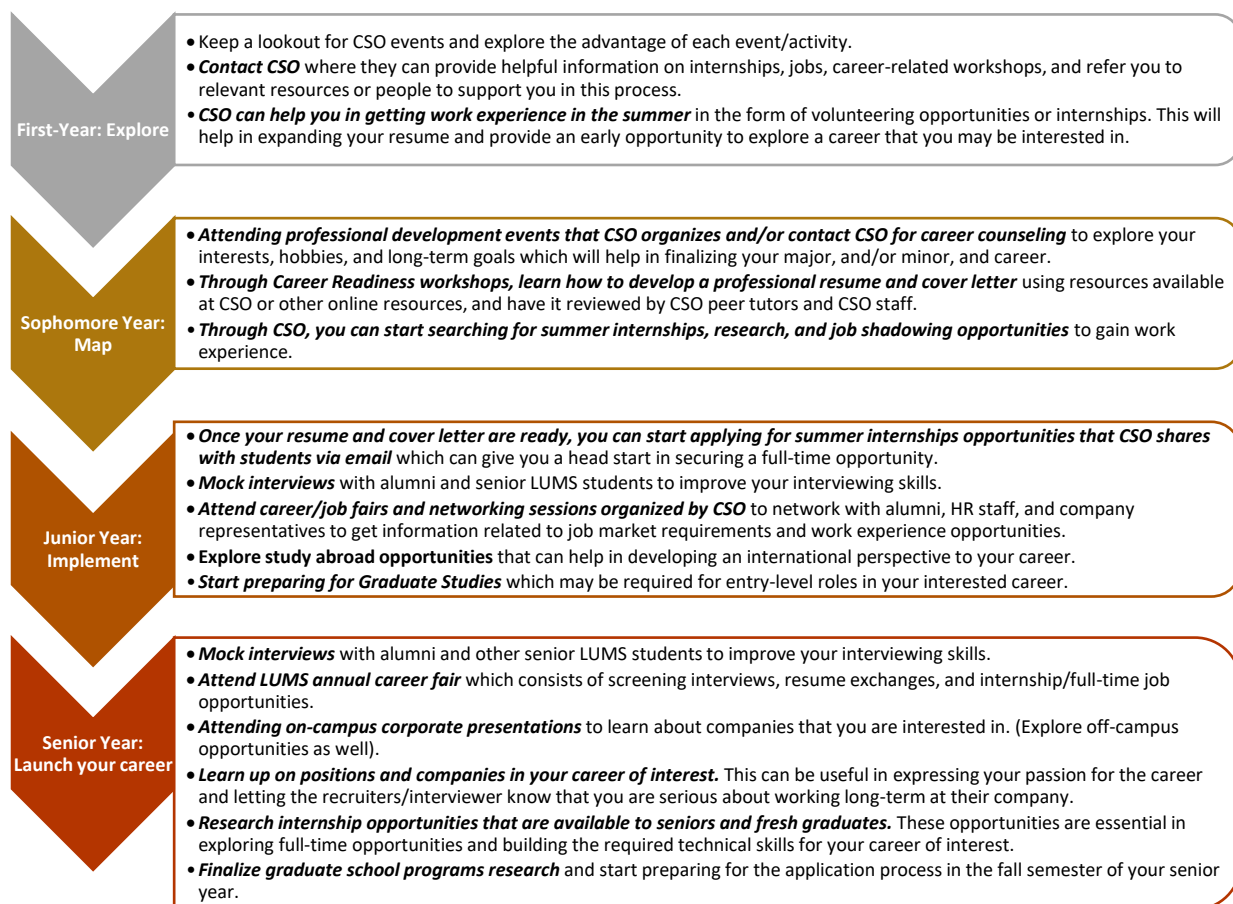 First-Year: Explore
• Keep a lookout for CSO events and explore the advantage of each event/activity.
• Contact CSO where they can provide helpful information on internships, jobs, career-related workshops, and refer you to
relevant resources or people to support you in this process.
• CSO can help you in getting work experience in the summer in the form of volunteering opportunities or internships. This will
help in expanding your resume and provide an early opportunity to explore a career that you may be interested in.
Sophomore Year:
Map
• Attending professional development events that CSO organizes and/or contact CSO for career counseling to explore your
interests, hobbies, and long-term goals which will help in finalizing your major, and/or minor, and career.
• Through Career Readiness workshops, learn how to develop a professional resume and cover letter using resources available
at CSO or other online resources, and have it reviewed by CSO peer tutors and CSO staff.
• Through CSO, you can start searching for summer internships, research, and job shadowing opportunities to gain work
experience.
Junior Year:
Implement
• Once your resume and cover letter are ready, you can start applying for summer internships opportunities that CSO shares
with students via email which can give you a head start in securing a full-time opportunity.
• Mock interviews with alumni and senior LUMS students to improve your interviewing skills.
• Attend career/job fairs and networking sessions organized by CSO to network with alumni, HR staff, and company
representatives to get information related to job market requirements and work experience opportunities.
• Explore study abroad opportunities that can help in developing an international perspective to your career.
• Start preparing for Graduate Studies which may be required for entry-level roles in your interested career.
Senior Year:
Launch your career
• Mock interviews with alumni and other senior LUMS students to improve your interviewing skills.
• Attend LUMS annual career fair which consists of screening interviews, resume exchanges, and internship/full-time job
opportunities.
• Attending on-campus corporate presentations to learn about companies that you are interested in. (Explore off-campus
opportunities as well).
• Learn up on positions and companies in your career of interest. This can be useful in expressing your passion for the career
and letting the recruiters/interviewer know that you are serious about working long-term at their company.
• Research internship opportunities that are available to seniors and fresh graduates. These opportunities are essential in
exploring full-time opportunities and building the required technical skills for your career of interest.
• Finalize graduate school programs research and start preparing for the application process in the fall semester of your senior
year.